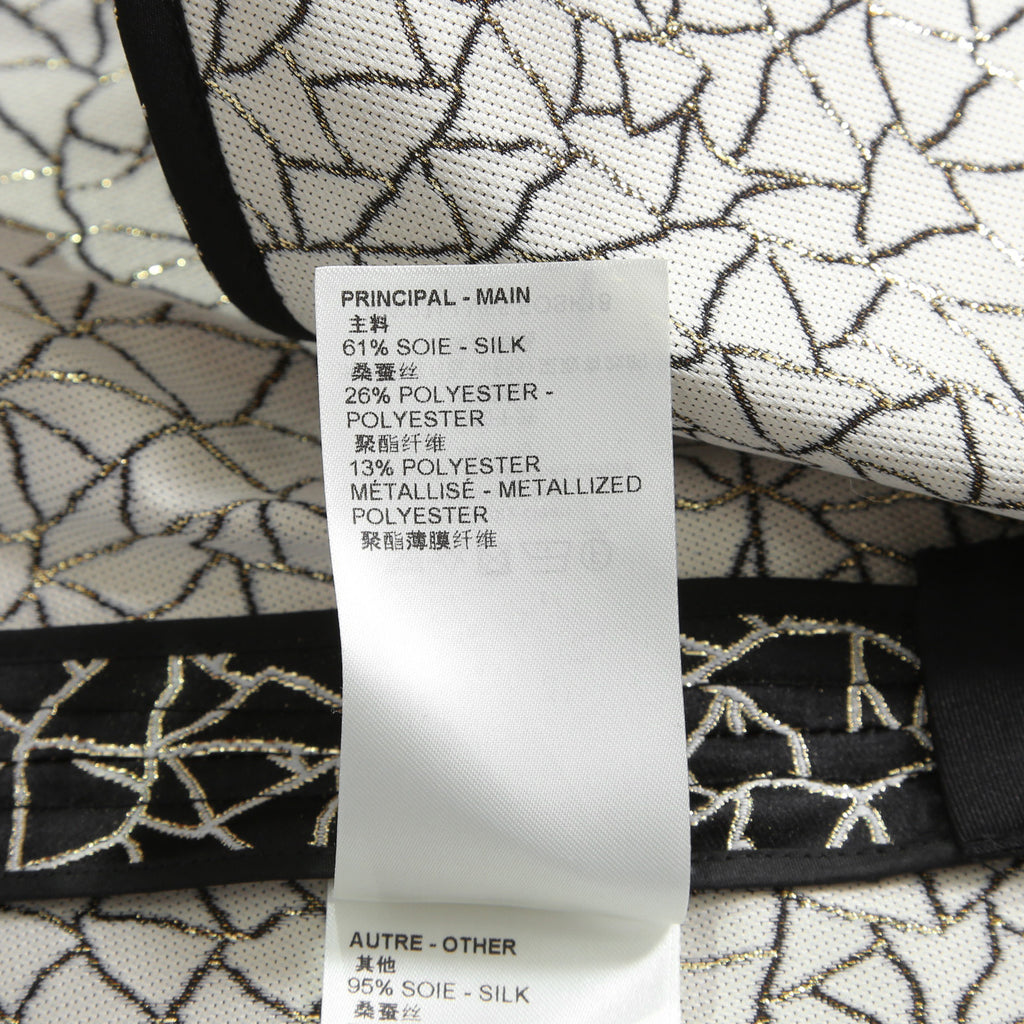 PRINCIPAL - MAIN
主料
61% SOIE - SILK
桑蚕丝
26% POLYESTER -
POLYESTER
聚酯纤维
13% POLYESTER
MÉTALLISÉ - METALLIZED
POLYESTER
聚酯薄膜纤维
AUTRE - OTHER
其他
95% SOIE - SILK
桑蚕丝